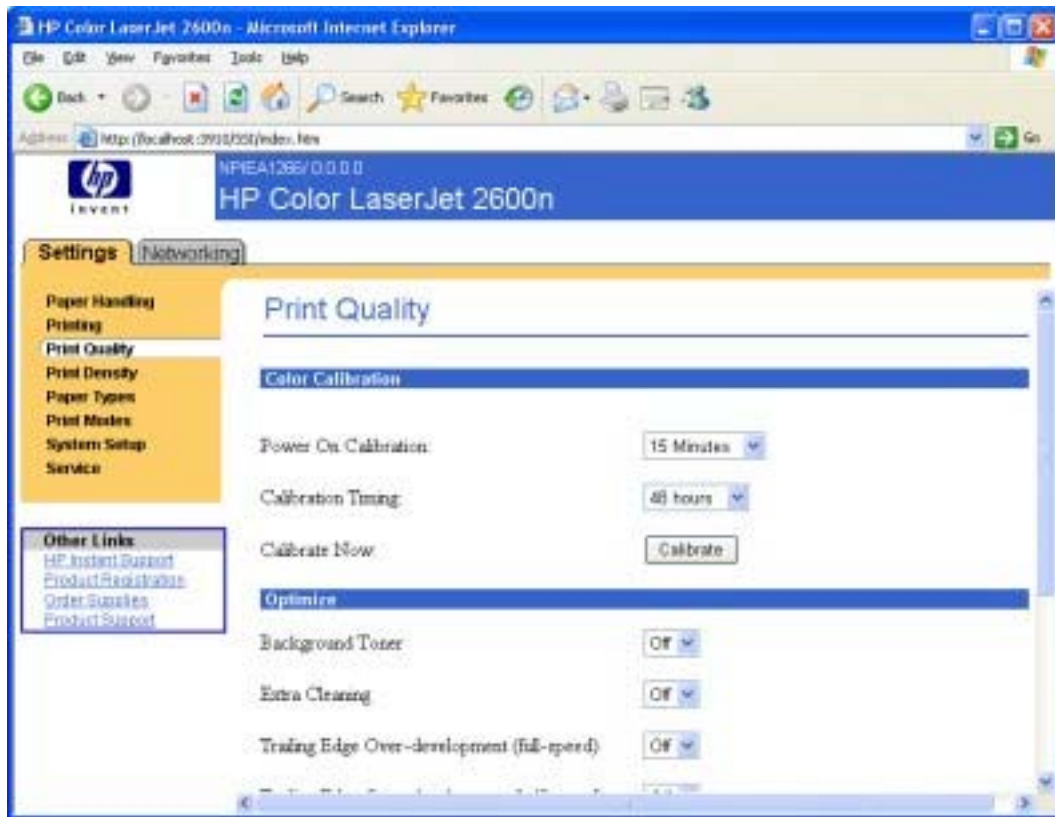 HP Color LaserJet 2600n - Microsoft Internet Explorer
File Edit View Favorites Tools Help
Back Search Favorites
Address http://localhost:3910/550/index.htm Go
hp
invent
NPIEA1266/ 0.0.0.0
HP Color LaserJet 2600n
Settings Networking
Paper Handling
Printing
Print Quality
Print Density
Paper Types
Print Modes
System Setup
Service
Other Links
HP Instant Support
Product Registration
Order Supplies
Product Support
Print Quality
Color Calibration
Power On Calibration: 15 Minutes
Calibration Timing: 48 hours
Calibrate Now Calibrate
Optimize
Background Toner Off
Extra Cleaning Off
Trailing Edge Over-development (full-speed) Off